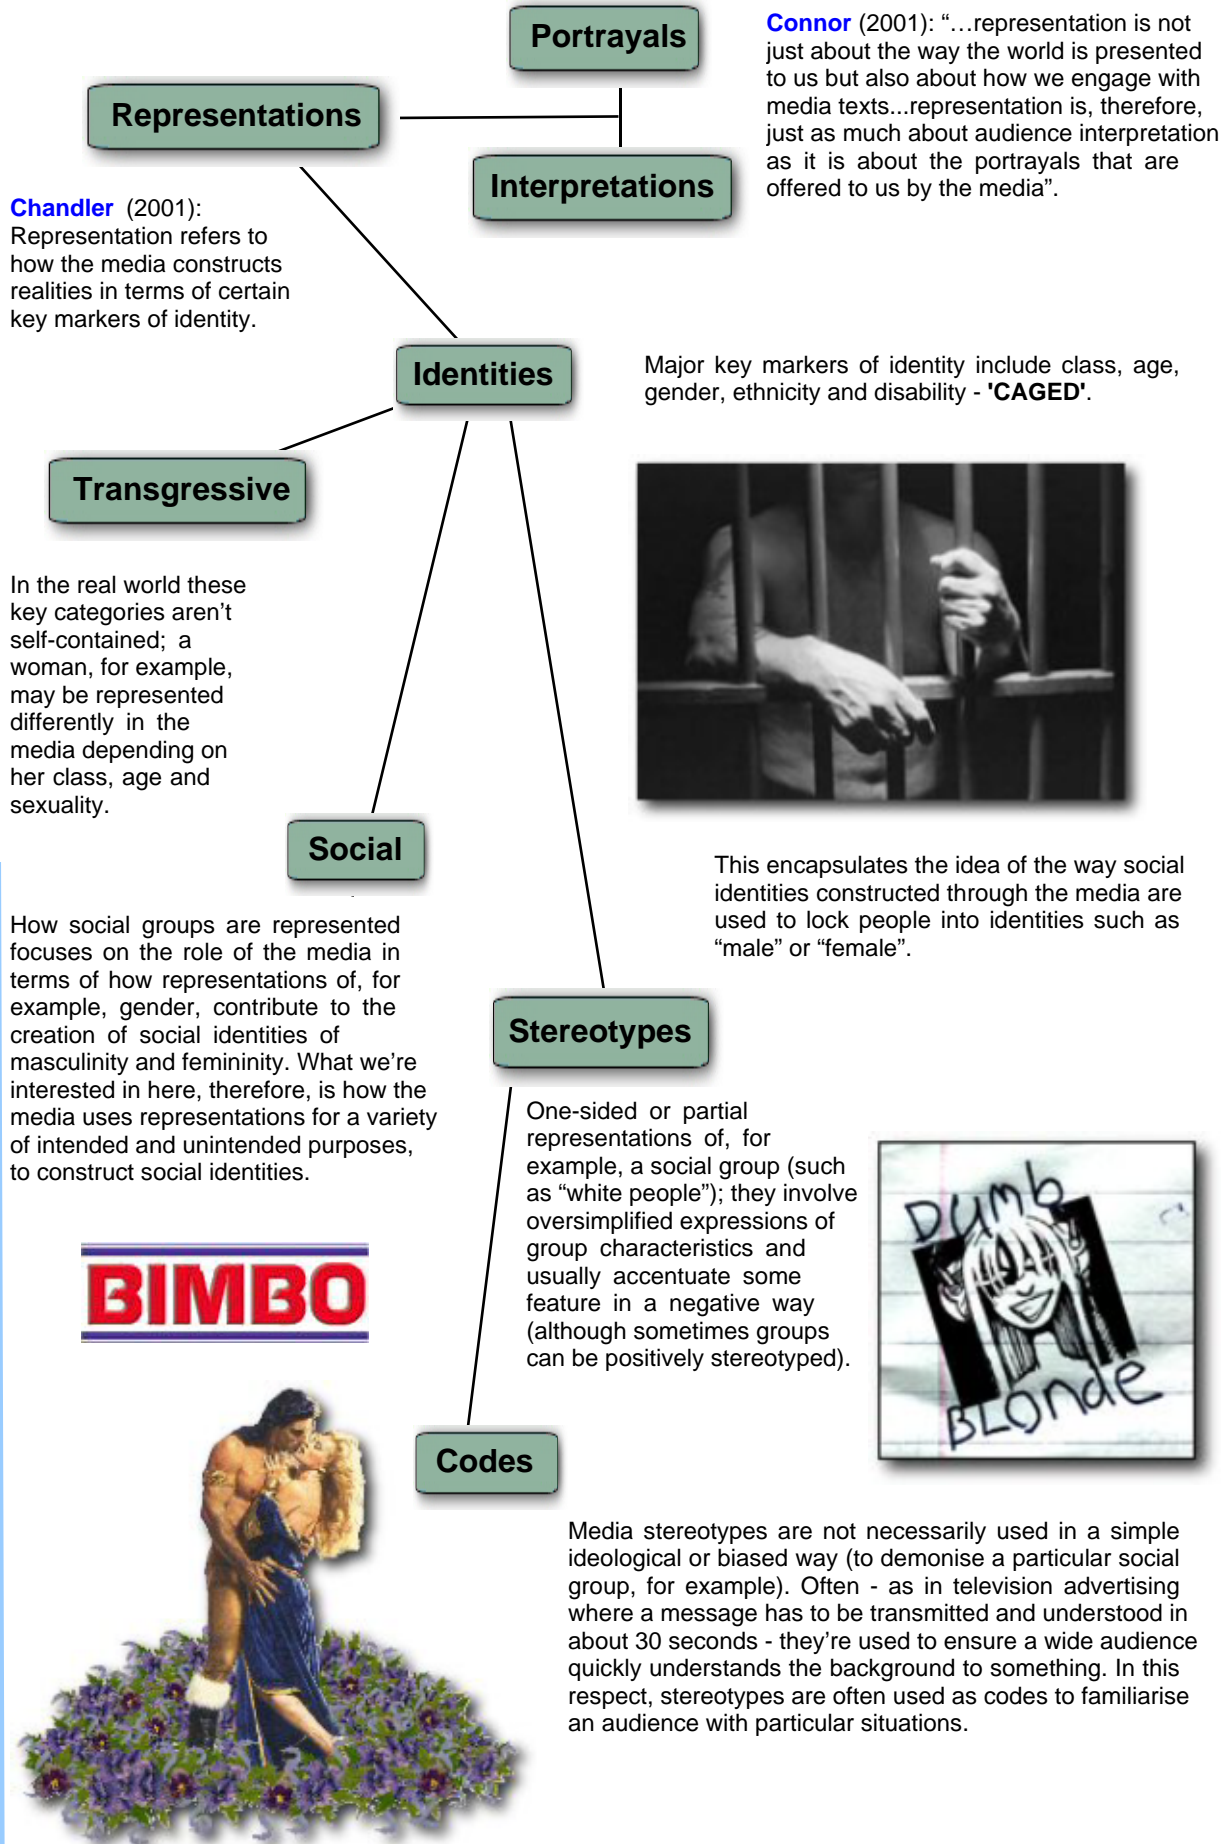 Portrayals
Connor (2001): “…representation is not
just about the way the world is presented
to us but also about how we engage with
media texts...representation is, therefore,
just as much about audience interpretation
as it is about the portrayals that are
offered to us by the media”.
Representations
Interpretations
Chandler (2001):
Representation refers to
how the media constructs
realities in terms of certain
key markers of identity.
Identities
Major key markers of identity include class, age,
gender, ethnicity and disability - 'CAGED'.
Transgressive
In the real world these
key categories aren’t
self-contained; a
woman, for example,
may be represented
differently in the
media depending on
her class, age and
sexuality.
Social
This encapsulates the idea of the way social
identities constructed through the media are
used to lock people into identities such as
“male” or “female”.
How social groups are represented
focuses on the role of the media in
terms of how representations of, for
example, gender, contribute to the
creation of social identities of
masculinity and femininity. What we’re
interested in here, therefore, is how the
media uses representations for a variety
of intended and unintended purposes,
to construct social identities.
Stereotypes
One-sided or partial
representations of, for
example, a social group (such
as “white people”); they involve
oversimplified expressions of
group characteristics and
usually accentuate some
feature in a negative way
(although sometimes groups
can be positively stereotyped).
DUMB
BLONDE
BIMBO
Codes
Media stereotypes are not necessarily used in a simple
ideological or biased way (to demonise a particular social
group, for example). Often - as in television advertising
where a message has to be transmitted and understood in
about 30 seconds - they’re used to ensure a wide audience
quickly understands the background to something. In this
respect, stereotypes are often used as codes to familiarise
an audience with particular situations.